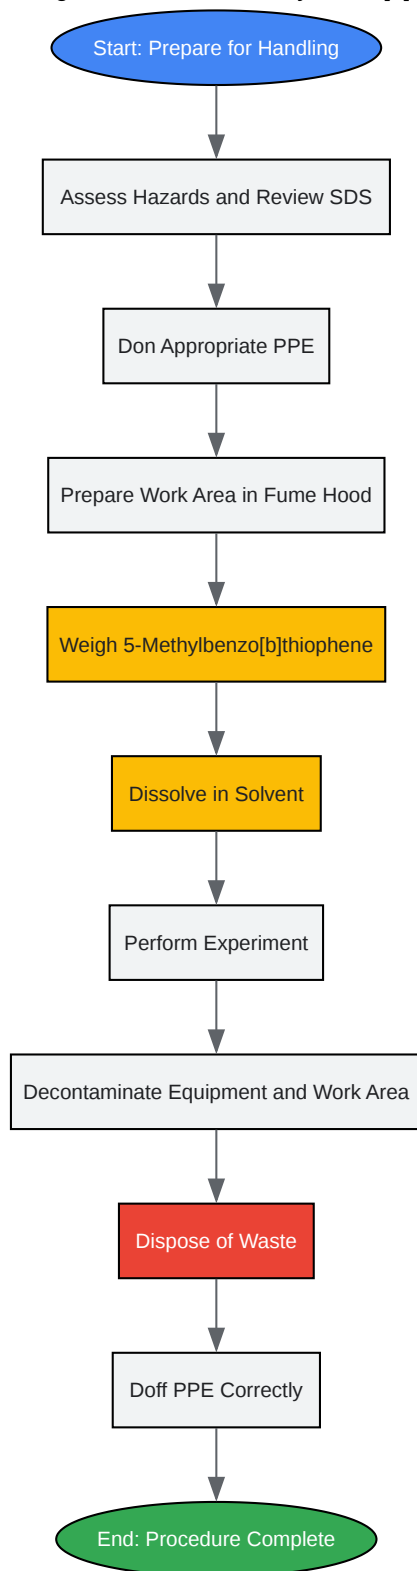 Start: Prepare for Handling
Assess Hazards and Review SDS
Don Appropriate PPE
Prepare Work Area in Fume Hood
Weigh 5-Methylbenzo[b]thiophene
Dissolve in Solvent
Perform Experiment
Decontaminate Equipment and Work Area
Dispose of Waste
Doff PPE Correctly
End: Procedure Complete